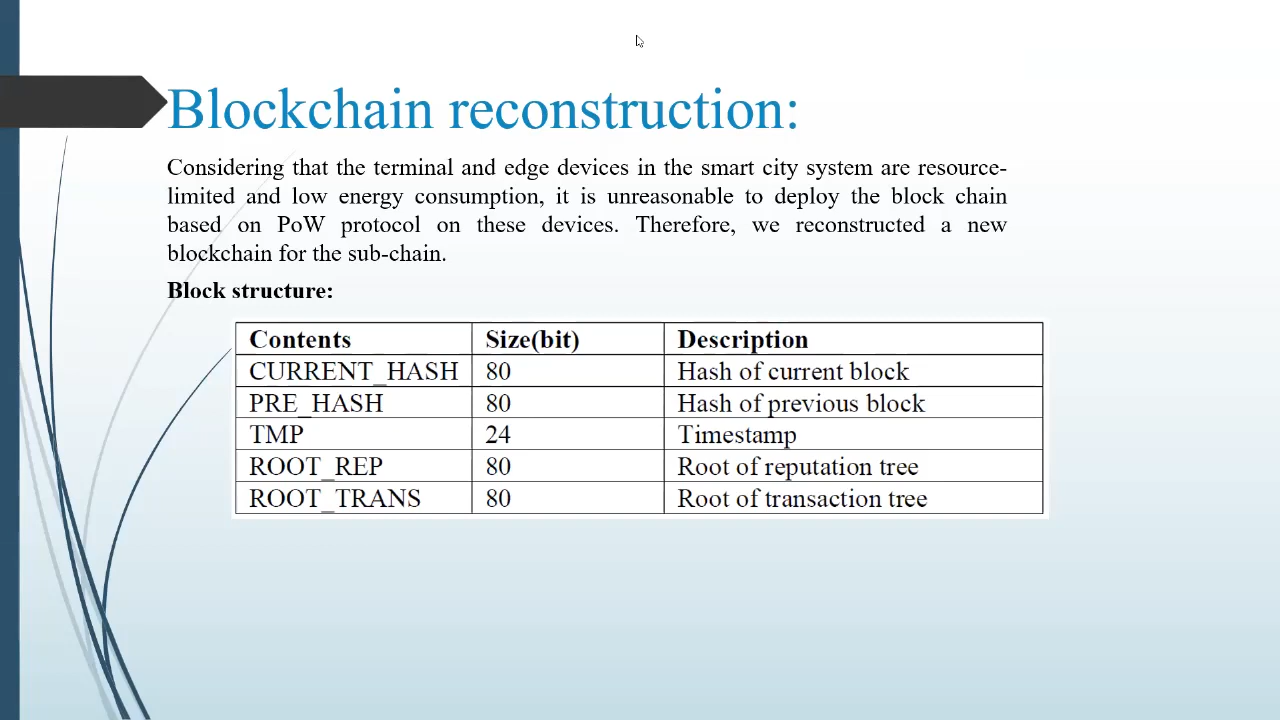 Blockchain reconstruction:
Considering that the terminal and edge devices in the smart city system are resource-
limited and low energy consumption, it is unreasonable to deploy the block chain
based on PoW protocol on these devices. Therefore, we reconstructed a new
blockchain for the sub-chain.
Block structure:
Contents Size(bit) Description
CURRENT_HASH 80 Hash of current block
PRE_HASH 80 Hash of previous block
TMP 24 Timestamp
ROOT_REP 80 Root of reputation tree
ROOT_TRANS 80 Root of transaction tree